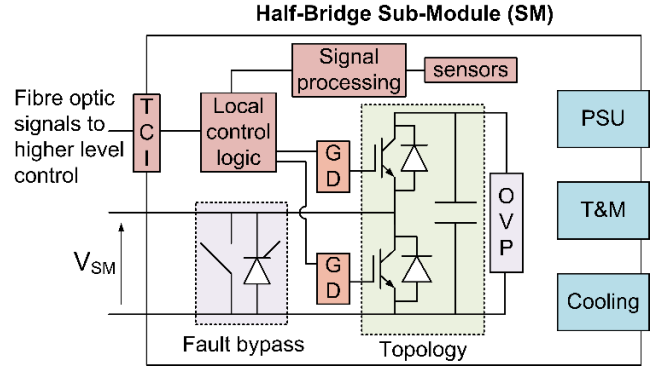 Half-Bridge Sub-Module (SM)
Signal
processing
sensors
Fibre optic
signals to
higher level
control
T
C
I
Local
control
logic
G
D
PSU
O
V
P
T&M
VSM
G
D
Cooling
Fault bypass
Topology